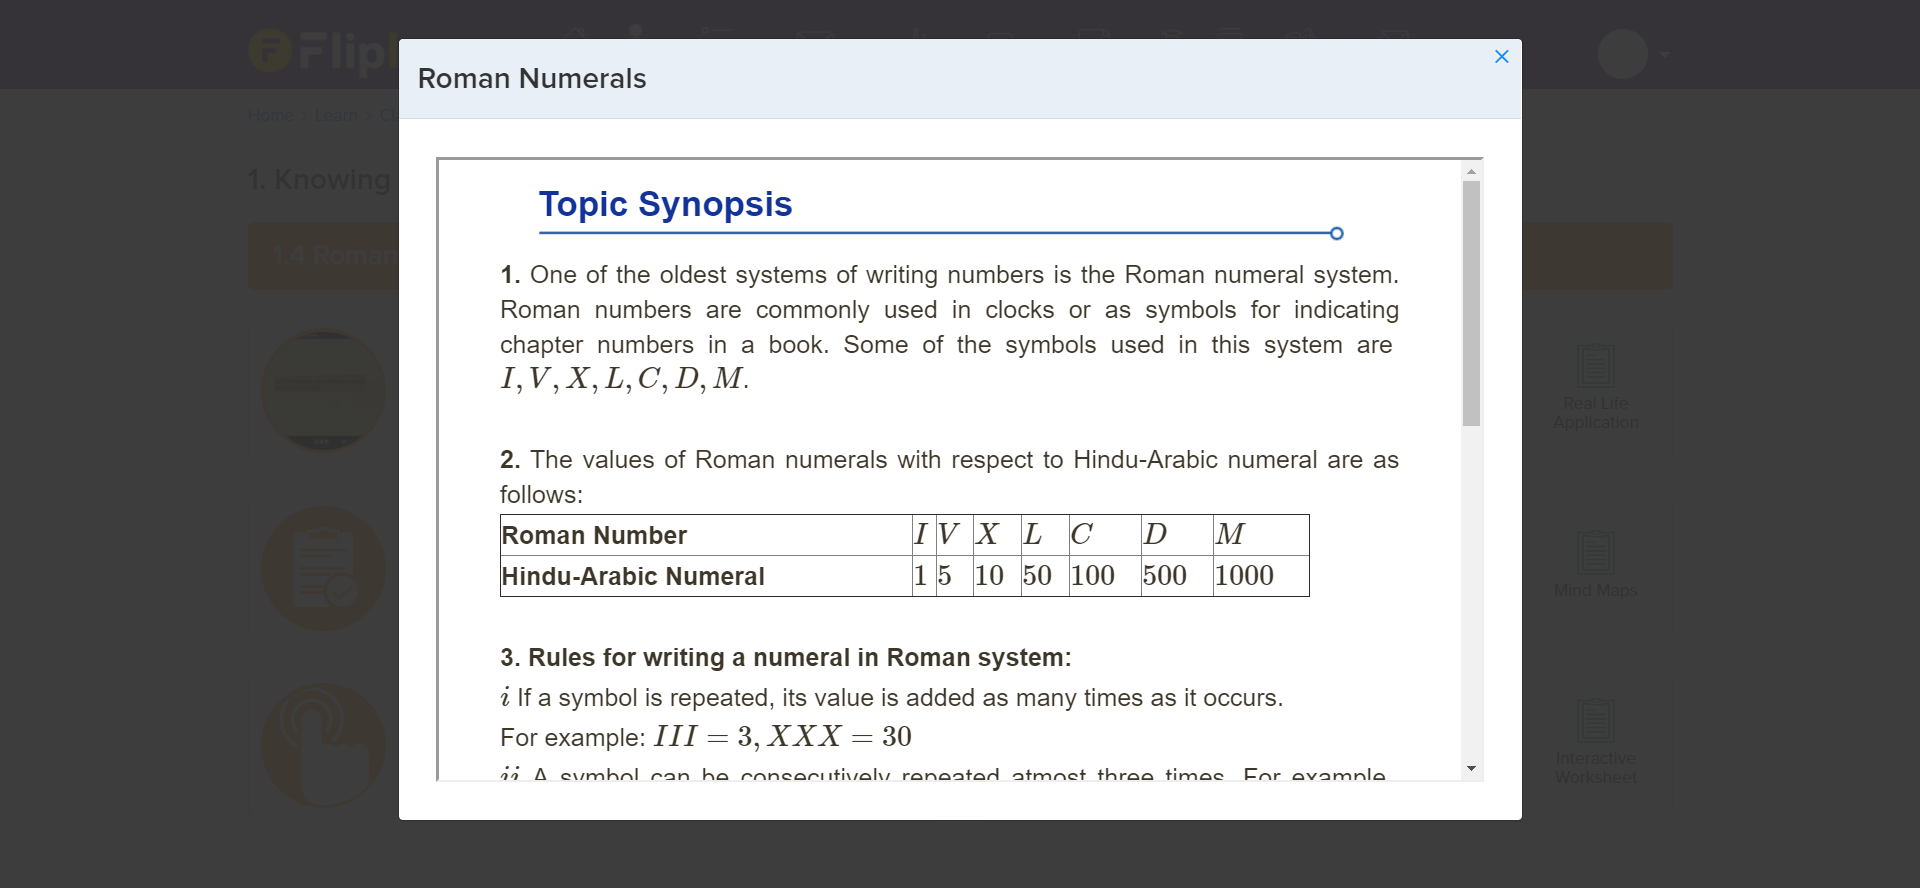 Flip
Home > Learn >
Roman Numerals
1. Knowing
1.4 Roman
Topic Synopsis
1. One of the oldest systems of writing numbers is the Roman numeral system.
Roman numbers are commonly used in clocks or as symbols for indicating
chapter numbers in a book. Some of the symbols used in this system are
I, V, X, L, C, D, M.
2. The values of Roman numerals with respect to Hindu-Arabic numeral are as
follows:
Roman Number I V X L C D M
Hindu-Arabic Numeral 1 5 10 50 100 500 1000
3. Rules for writing a numeral in Roman system:
i If a symbol is repeated, its value is added as many times as it occurs.
For example: III = 3, XXX = 30
ii A symbol can be consecutively repeated atmost three times. For example,
Real Life
Application
Mind Maps
Interactive
Worksheet